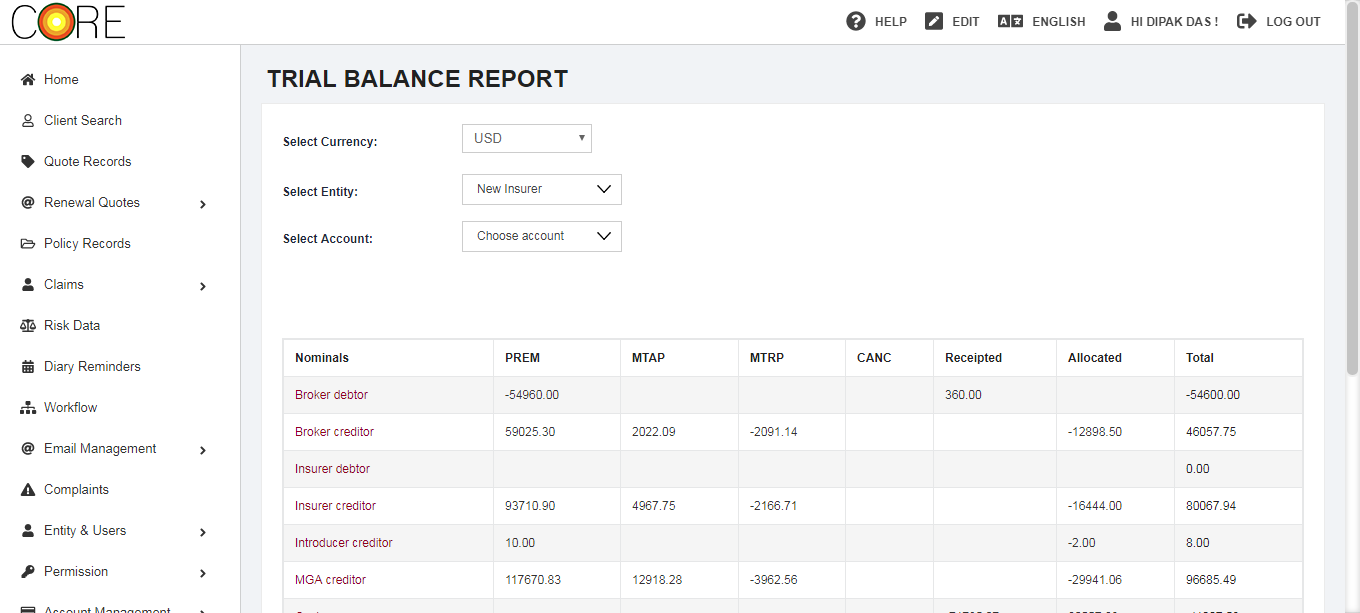 CORE
HELP EDIT ENGLISH HI DIPAK DAS ! LOG OUT
Home
Client Search
Quote Records
Renewal Quotes
Policy Records
Claims
Risk Data
Diary Reminders
Workflow
Email Management
Complaints
Entity & Users
Permission
Account Management
TRIAL BALANCE REPORT
Select Currency: USD
Select Entity: New Insurer
Select Account: Choose account
Nominals PREM MTAP MTRP CANC Receipted Allocated Total
Broker debtor -54960.00 360.00 -54600.00
Broker creditor 59025.30 2022.09 -2091.14 -12898.50 46057.75
Insurer debtor 0.00
Insurer creditor 93710.90 4967.75 -2166.71 -16444.00 80067.94
Introducer creditor 10.00 -2.00 8.00
MGA creditor 117670.83 12918.28 -3962.56 -29941.06 96685.49